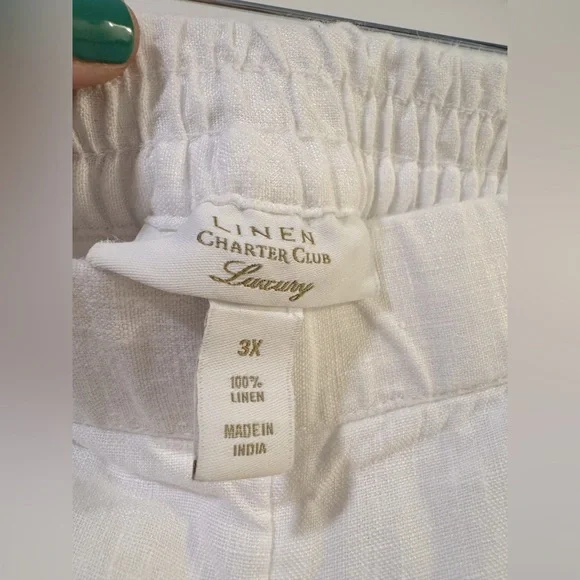 LINEN
CHARTER CLUB
Luxury
3X
100%
LINEN
MADE IN
INDIA